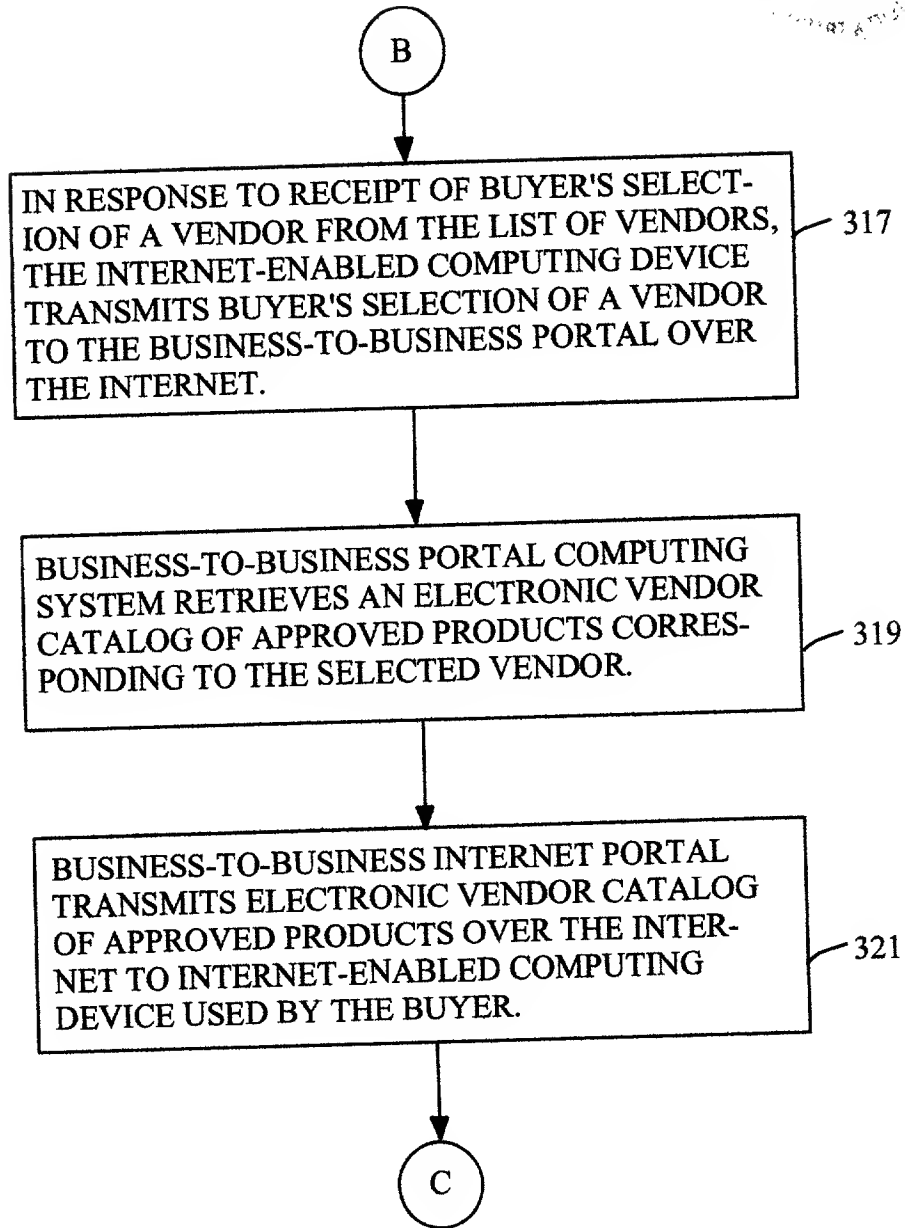 B
IN RESPONSE TO RECEIPT OF BUYER'S SELECT-
ION OF A VENDOR FROM THE LIST OF VENDORS,
THE INTERNET-ENABLED COMPUTING DEVICE
TRANSMITS BUYER'S SELECTION OF A VENDOR
TO THE BUSINESS-TO-BUSINESS PORTAL OVER
THE INTERNET.
317
BUSINESS-TO-BUSINESS PORTAL COMPUTING
SYSTEM RETRIEVES AN ELECTRONIC VENDOR
CATALOG OF APPROVED PRODUCTS CORRES-
PONDING TO THE SELECTED VENDOR.
319
BUSINESS-TO-BUSINESS INTERNET PORTAL
TRANSMITS ELECTRONIC VENDOR CATALOG
OF APPROVED PRODUCTS OVER THE INTER-
NET TO INTERNET-ENABLED COMPUTING
DEVICE USED BY THE BUYER.
321
C